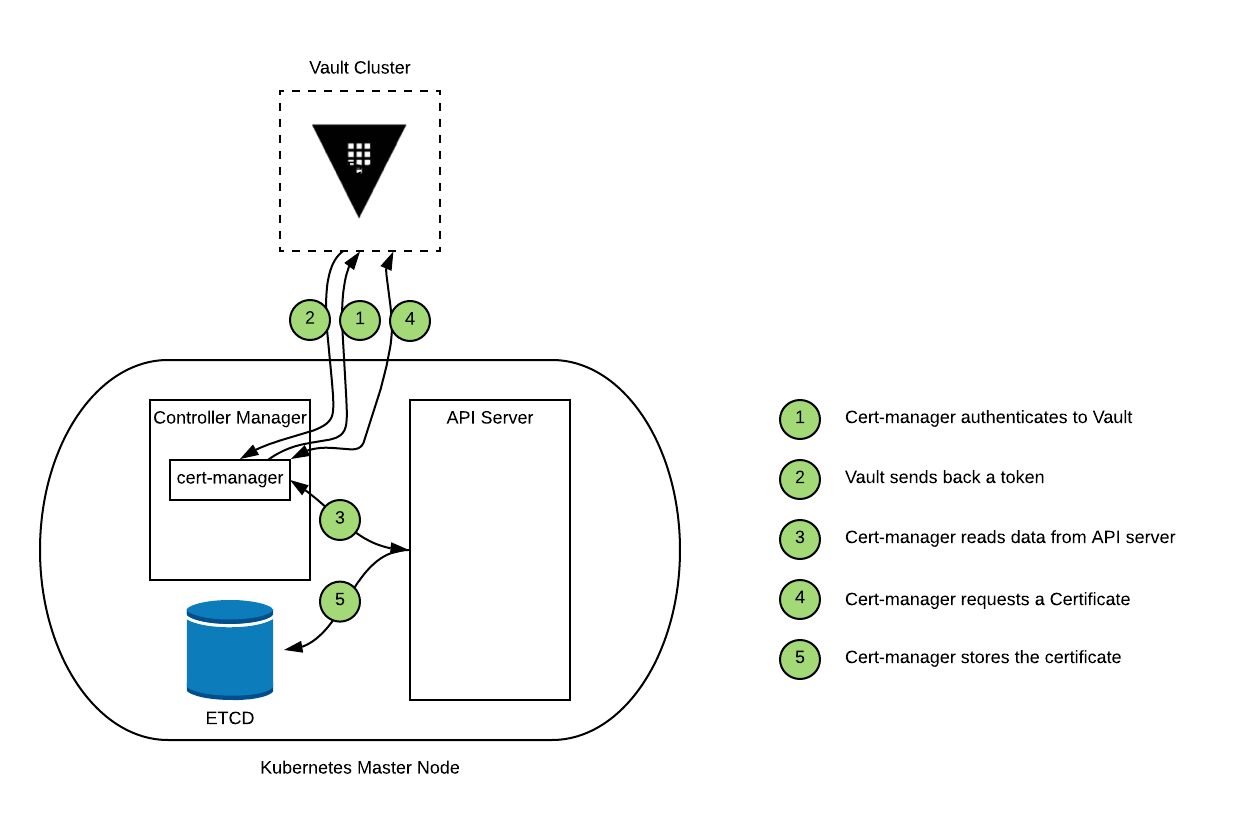 Vault Cluster
2
1
4
Controller Manager
API Server
cert-manager
3
5
ETCD
Kubernetes Master Node
1
Cert-manager authenticates to Vault
2
Vault sends back a token
3
Cert-manager reads data from API server
4
Cert-manager requests a Certificate
5
Cert-manager stores the certificate